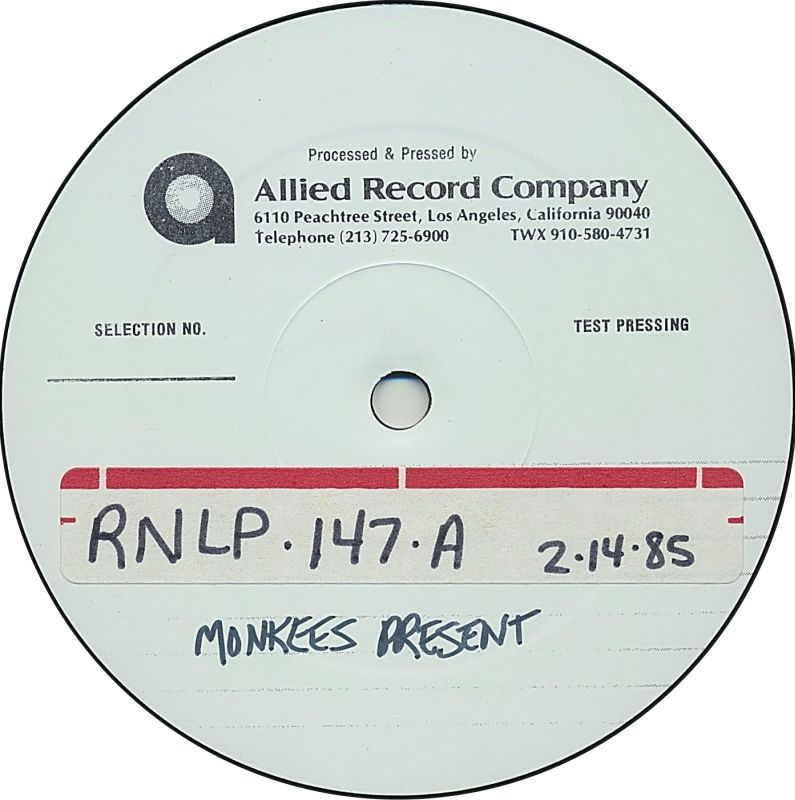 Processed & Pressed by
Allied Record Company
6110 Peachtree Street, Los Angeles, California 90040
Telephone (213) 725-6900 TWX 910-580-4731
SELECTION NO. TEST PRESSING
RNLP·147·A 2·14·85
MONKEES PRESENT